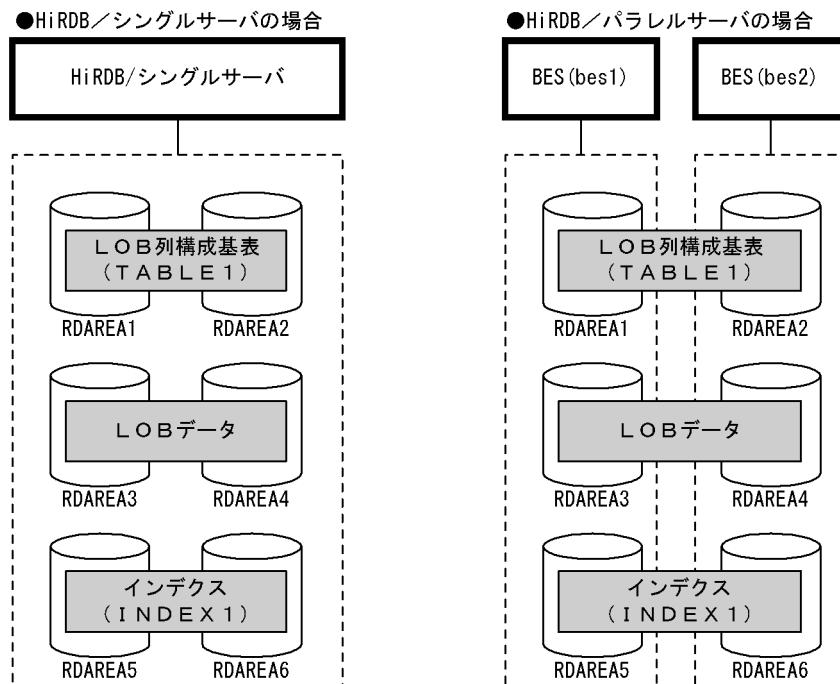 ●HiRDB／シングルサーバの場合
HiRDB/シングルサーバ
LOB列構成基表
(TABLE1)
RDAREA1
RDAREA2
LOBデータ
RDAREA3
RDAREA4
インデクス
(INDEX1)
RDAREA5
RDAREA6
●HiRDB／パラレルサーバの場合
BES(bes1)
BES(bes2)
LOB列構成基表
(TABLE1)
RDAREA1
RDAREA2
LOBデータ
RDAREA3
RDAREA4
インデクス
(INDEX1)
RDAREA5
RDAREA6